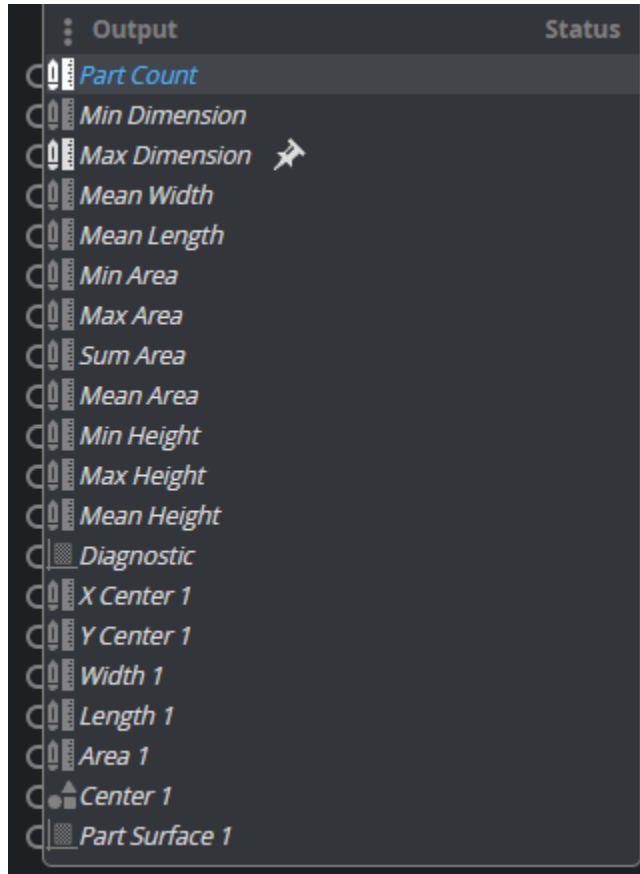 Output Status
Part Count
Min Dimension
Max Dimension
Mean Width
Mean Length
Min Area
Max Area
Sum Area
Mean Area
Min Height
Max Height
Mean Height
Diagnostic
X Center 1
Y Center 1
Width 1
Length 1
Area 1
Center 1
Part Surface 1